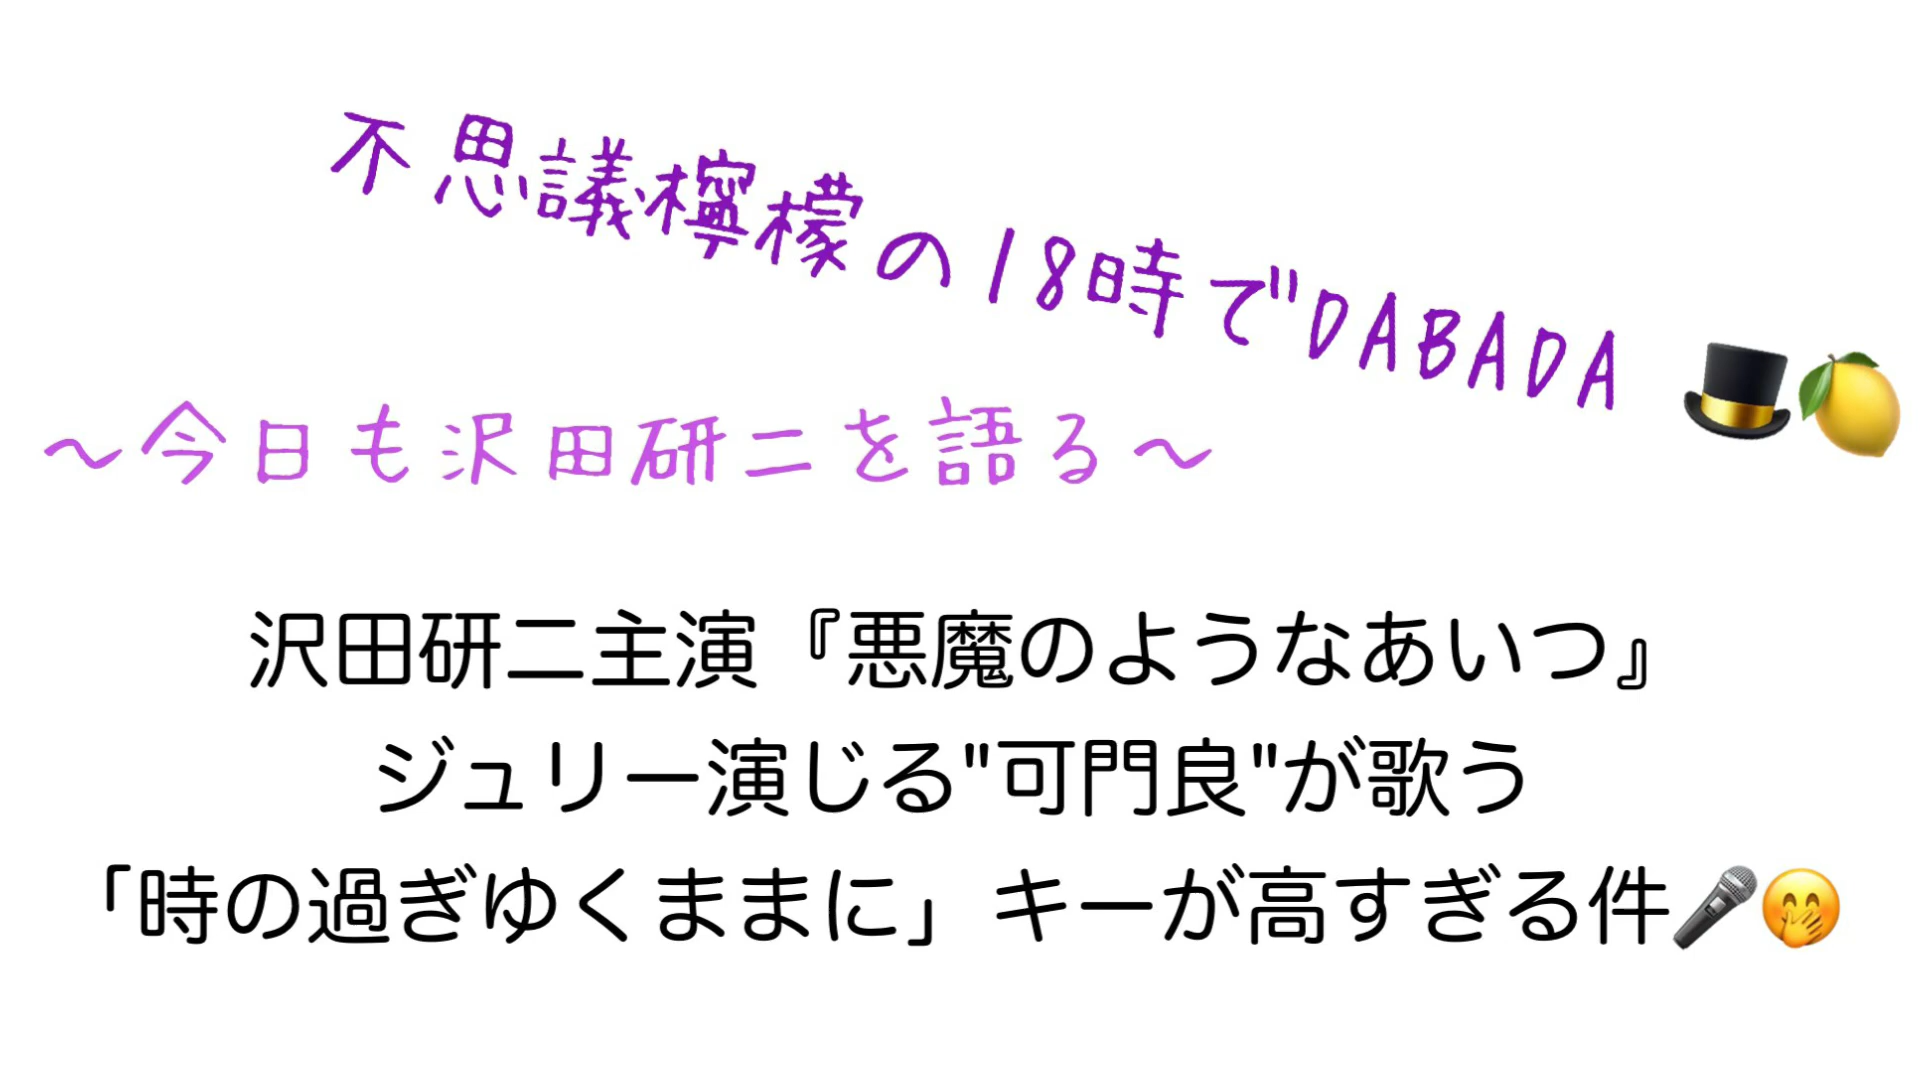 不思議檸檬の18時でDABADA🎩🍋
〜今日も沢田研二を語る〜
沢田研二主演『悪魔のようなあいつ』
ジュリー演じる"可門良"が歌う
「時の過ぎゆくままに」キーが高すぎる件🎤🤭